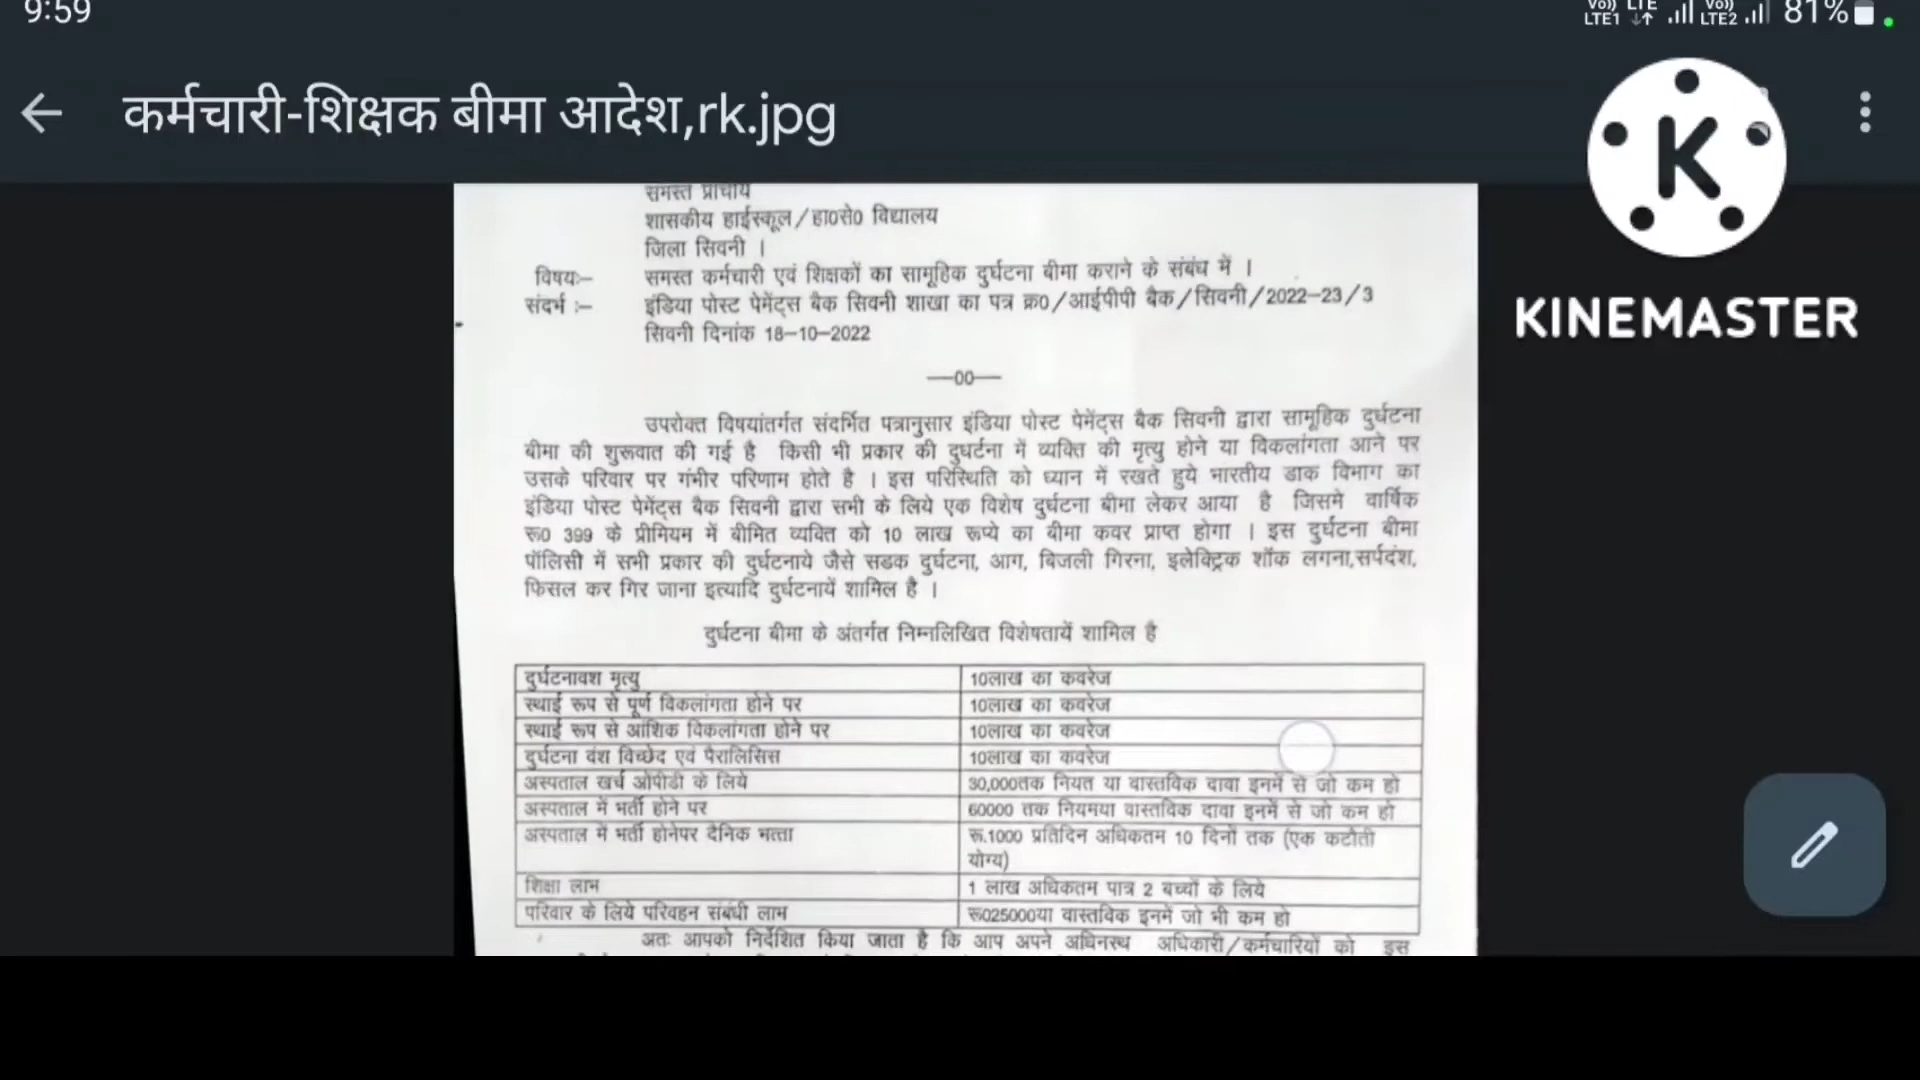 9:59
Vo)) LTE1 LTE Vo)) LTE2 81%
कर्मचारी-शिक्षक बीमा आदेश,rk.jpg
K
KINEMASTER
समस्त प्राचार्य
शासकीय हाईस्कूल/हा0से0 विद्यालय
जिला सिवनी ।
विषयः– समस्त कर्मचारी एवं शिक्षकों का सामूहिक दुर्घटना बीमा कराने के संबंध में ।
संदर्भ :– इंडिया पोस्ट पेमेंट्स बैक सिवनी शाखा का पत्र क्र0/आईपीपी बैक/सिवनी/2022–23/3
सिवनी दिनांक 18–10–2022
—00—
उपरोक्त विषयांतर्गत संदर्भित पत्रानुसार इंडिया पोस्ट पेमेंट्स बैक सिवनी द्वारा सामूहिक दुर्घटना
बीमा की शुरूवात की गई है किसी भी प्रकार की दुघर्टना में व्यक्ति की मृत्यु होने या विकलांगता आने पर
उसके परिवार पर गंभीर परिणाम होते है । इस परिस्थिति को ध्यान में रखते हुये भारतीय डाक विभाग का
इंडिया पोस्ट पेमेंट्स बैक सिवनी द्वारा सभी के लिये एक विशेष दुर्घटना बीमा लेकर आया है जिसमे वार्षिक
रू0 399 के प्रीमियम में बीमित व्यक्ति को 10 लाख रूप्ये का बीमा कवर प्राप्त होगा । इस दुर्घटना बीमा
पॉलिसी में सभी प्रकार की दुर्घटनाये जैसे सडक दुर्घटना, आग, बिजली गिरना, इलेक्ट्रिक शॉक लगना,सर्पदंश,
फिसल कर गिर जाना इत्यादि दुर्घटनायें शामिल है ।
दुर्घटना बीमा के अंतर्गत निम्नलिखित विशेषतायें शामिल है
दुर्घटनावश मृत्यु 10लाख का कवरेज
स्थाई रूप से पूर्ण विकलांगता होने पर 10लाख का कवरेज
स्थाई रूप से आंशिक विकलांगता होने पर 10लाख का कवरेज
दुर्घटना वंश विच्छेद एवं पैरालिसिस 10लाख का कवरेज
अस्पताल खर्च ओपीडी के लिये 30,000तक नियत या वास्तविक दावा इनमें से जो कम हो
अस्पताल में भर्ती होने पर 60000 तक नियमया वास्तविक दावा इनमें से जो कम हो
अस्पताल में भर्ती होनेपर दैनिक भत्ता रू.1000 प्रतिदिन अधिकतम 10 दिनों तक (एक कटौती
योग्य)
शिक्षा लाभ 1 लाख अधिकतम पात्र 2 बच्चों के लिये
परिवार के लिये परिवहन संबंधी लाभ रू025000या वास्तविक इनमें जो भी कम हो
अतः आपको निर्देशित किया जाता है कि आप अपने अधिनस्थ अधिकारी/कर्मचारियों को इस